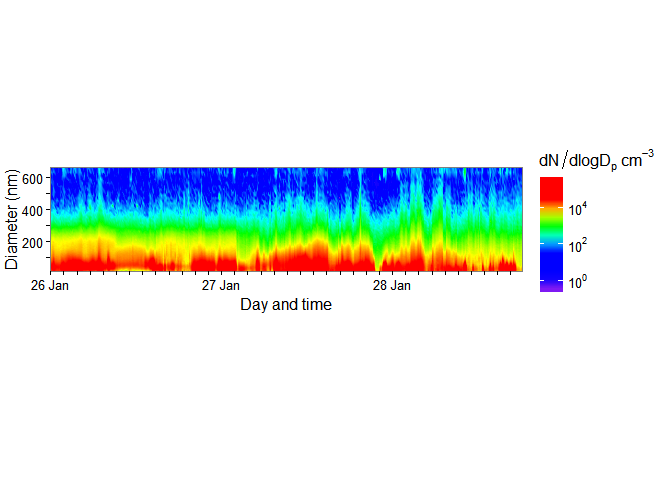 dN/dlogDₚ cm⁻³
Diameter (nm)
600
400
200
10⁴
10²
10⁰
26 Jan
27 Jan
28 Jan
Day and time